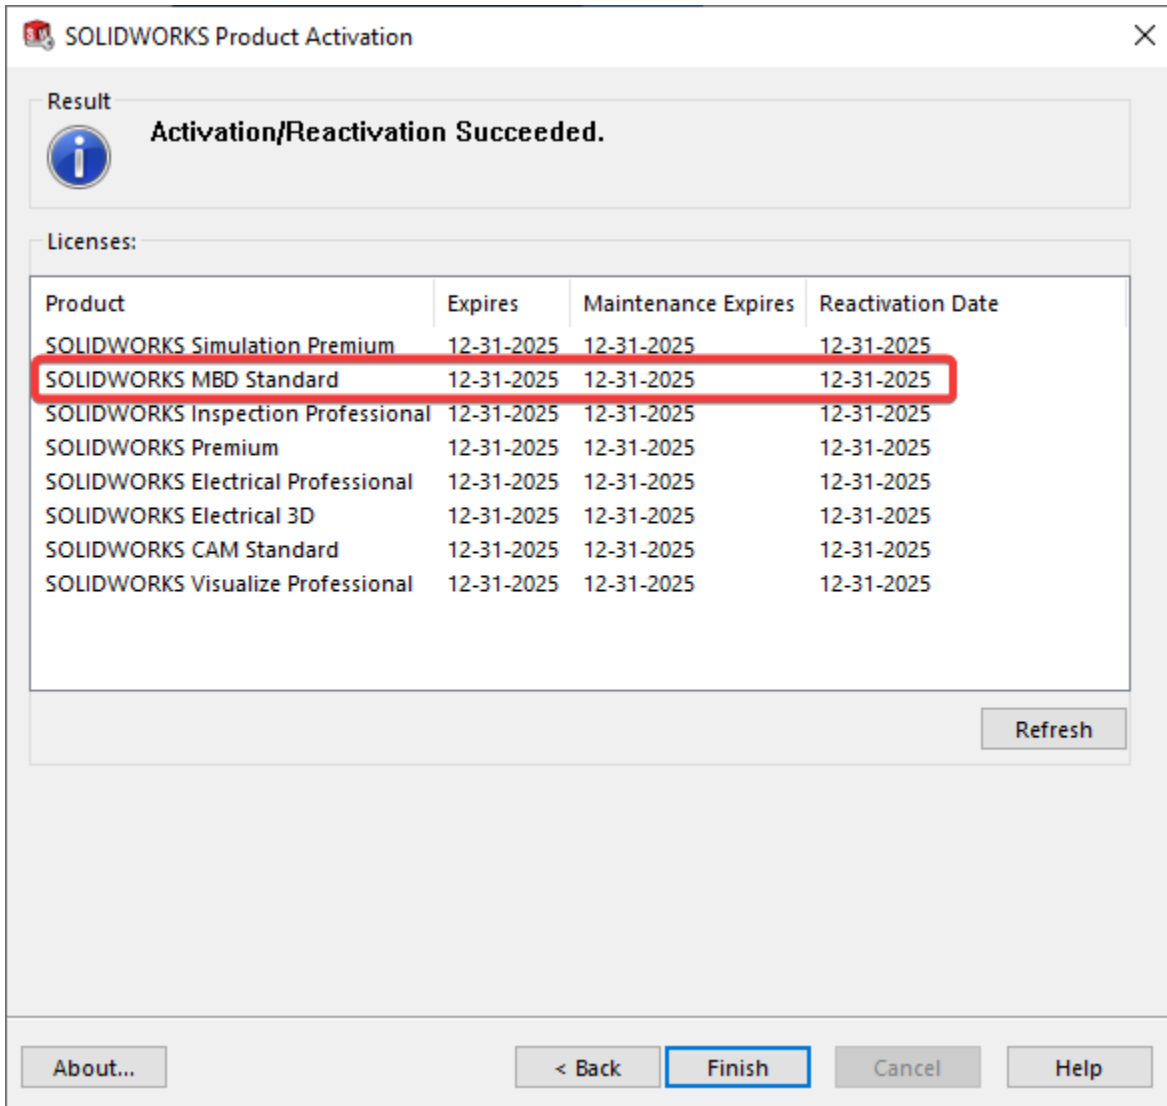 SOLIDWORKS Product Activation
Result
Activation/Reactivation Succeeded.
Licenses:
Product Expires Maintenance Expires Reactivation Date
SOLIDWORKS Simulation Premium 12-31-2025 12-31-2025 12-31-2025
SOLIDWORKS MBD Standard 12-31-2025 12-31-2025 12-31-2025
SOLIDWORKS Inspection Professional 12-31-2025 12-31-2025 12-31-2025
SOLIDWORKS Premium 12-31-2025 12-31-2025 12-31-2025
SOLIDWORKS Electrical Professional 12-31-2025 12-31-2025 12-31-2025
SOLIDWORKS Electrical 3D 12-31-2025 12-31-2025 12-31-2025
SOLIDWORKS CAM Standard 12-31-2025 12-31-2025 12-31-2025
SOLIDWORKS Visualize Professional 12-31-2025 12-31-2025 12-31-2025
Refresh
About... < Back Finish Cancel Help